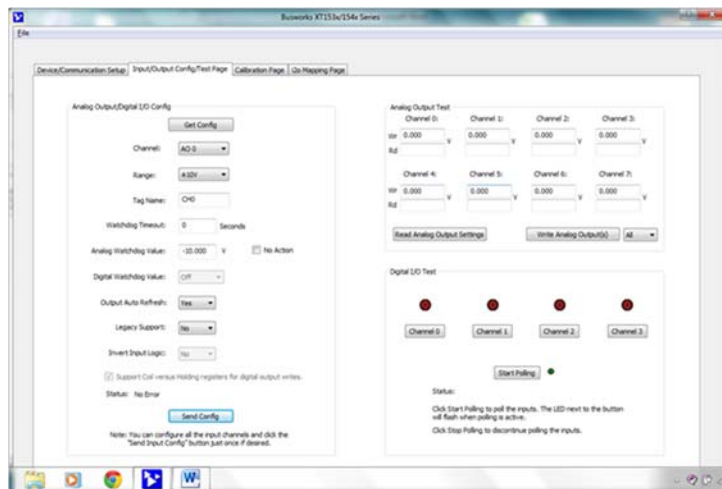 Busworks XT153x/154x Series
File
Device/Communication Setup
Input/Output Config/Test Page
Calibration Page
i2o Mapping Page
Analog Output/Digital I/O Config
Get Config
Channel: AO 0
Range: ±10V
Tag Name: CH0
Watchdog Timeout: 0 Seconds
Analog Watchdog Value: -10.000 V No Action
Digital Watchdog Value: Off
Output Auto Refresh: Yes
Legacy Support: No
Invert Input Logic: No
Support Coil versus Holding registers for digital output writes.
Status: No Error
Send Config
Note: You can configure all the input channels and click the
"Send Input Config" button just once if desired.
Analog Output Test
Channel 0: Channel 1: Channel 2: Channel 3:
Wr 0.000 V 0.000 V 0.000 V 0.000 V
Rd
Channel 4: Channel 5: Channel 6: Channel 7:
Wr 0.000 V 0.000 V 0.000 V 0.000 V
Rd
Read Analog Output Settings
Write Analog Output(s) All
Digital I/O Test
Channel 0 Channel 1 Channel 2 Channel 3
Start Polling
Status:
Click Start Polling to poll the inputs. The LED next to the button
will flash when polling is active.
Click Stop Polling to discontinue polling the inputs.
W